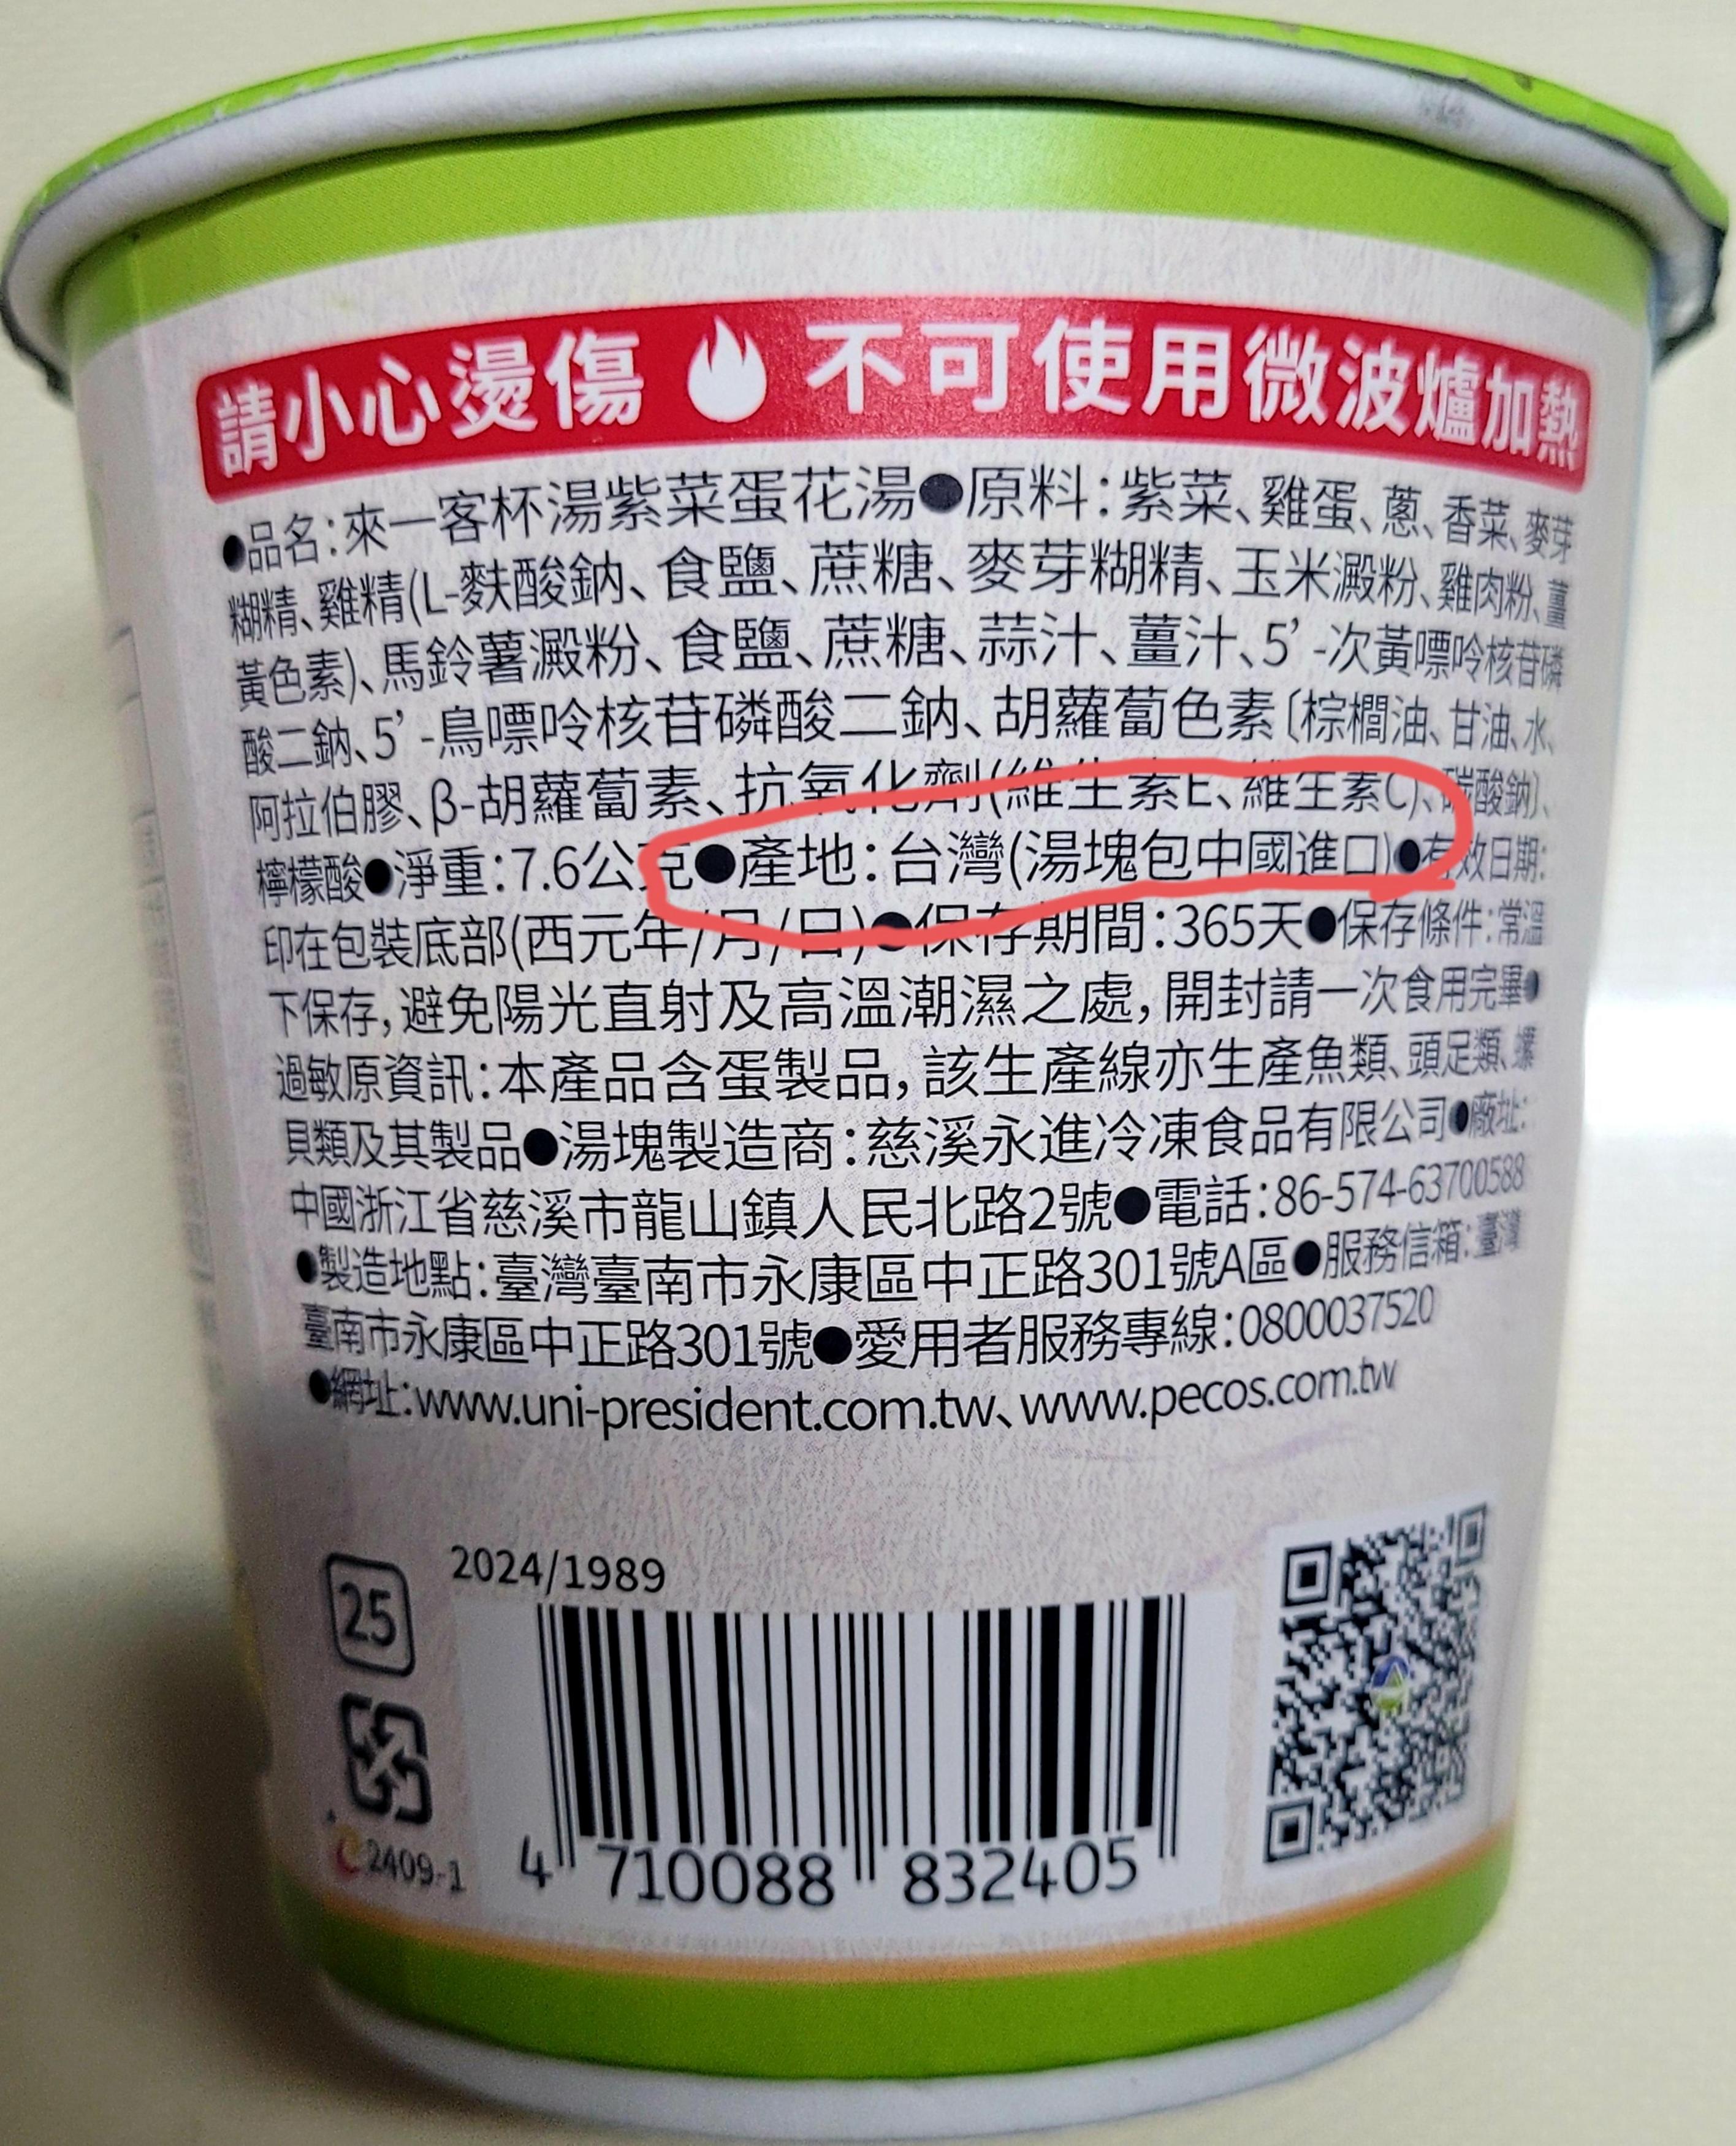 請小心燙傷 不可使用微波爐加熱
●品名:來一客杯湯紫菜蛋花湯●原料:紫菜、雞蛋、蔥、香菜、麥芽
糊精、雞精(L-麩酸鈉、食鹽、蔗糖、麥芽糊精、玉米澱粉、雞肉粉、薑
黃色素)、馬鈴薯澱粉、食鹽、蔗糖、蒜汁、薑汁、5’-次黃嘌呤核苷磷
酸二鈉、5’-鳥嘌呤核苷磷酸二鈉、胡蘿蔔色素〔棕櫚油、甘油、水、
阿拉伯膠、β-胡蘿蔔素、抗氧化劑(維生素E、維生素C)、碳酸鈉〕、
檸檬酸●淨重:7.6公克●產地:台灣(湯塊包中國進口)●有效日期:
印在包裝底部(西元年/月/日)●保存期間:365天●保存條件:常溫
下保存,避免陽光直射及高溫潮濕之處,開封請一次食用完畢●
過敏原資訊:本產品含蛋製品,該生產線亦生產魚類、頭足類、螺
貝類及其製品●湯塊製造商:慈溪永進冷凍食品有限公司●廠址:
中國浙江省慈溪市龍山鎮人民北路2號●電話:86-574-63700588
●製造地點:臺灣臺南市永康區中正路301號A區●服務信箱:臺灣
臺南市永康區中正路301號●愛用者服務專線:0800037520
●網址:www.uni-president.com.tw、www.pecos.com.tw
2024/1989
25
C2409-1
4 710088 832405